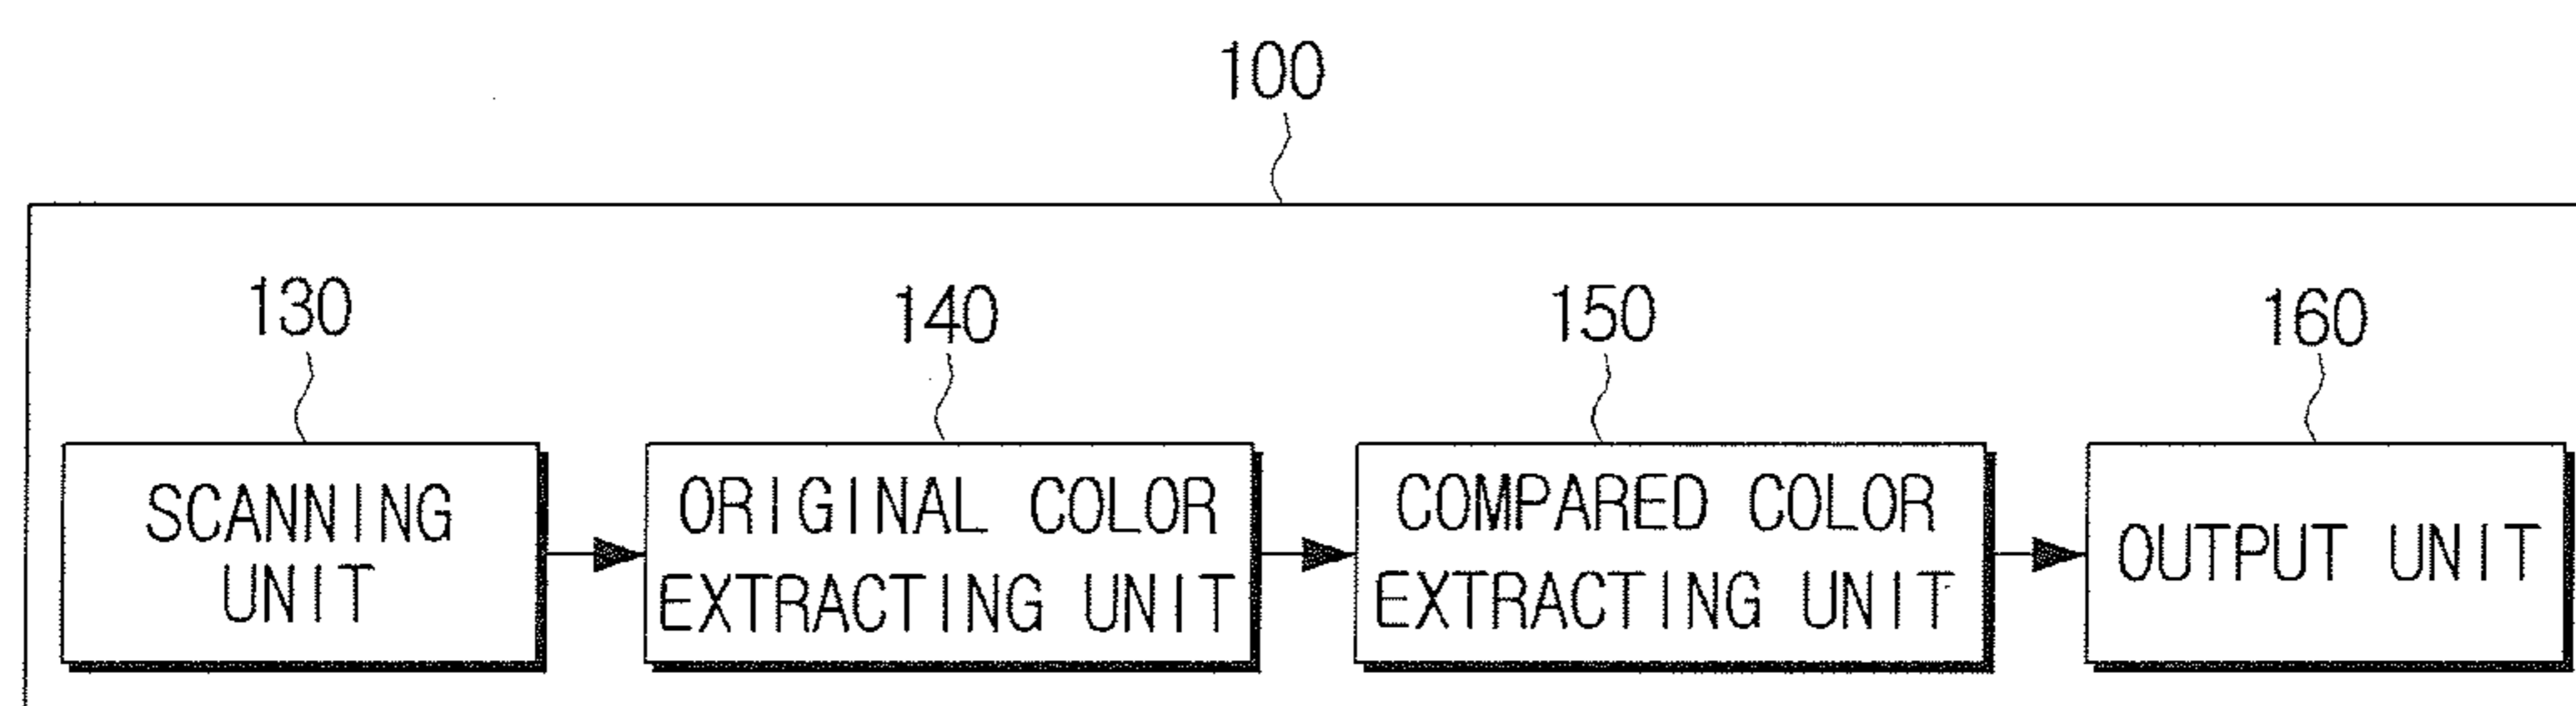 100
130
140
150
160
SCANNING
UNIT
ORIGINAL COLOR
EXTRACTING UNIT
COMPARED COLOR
EXTRACTING UNIT
OUTPUT UNIT